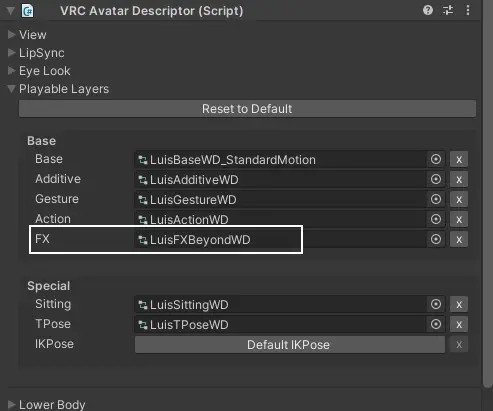 VRC Avatar Descriptor (Script)
View
LipSync
Eye Look
Playable Layers
Reset to Default
Base
Base LuisBaseWD_StandardMotion x
Additive LuisAdditiveWD x
Gesture LuisGestureWD x
Action LuisActionWD x
FX LuisFXBeyondWD x
Special
Sitting LuisSittingWD x
TPose LuisTPoseWD x
IKPose Default IKPose x
Lower Body